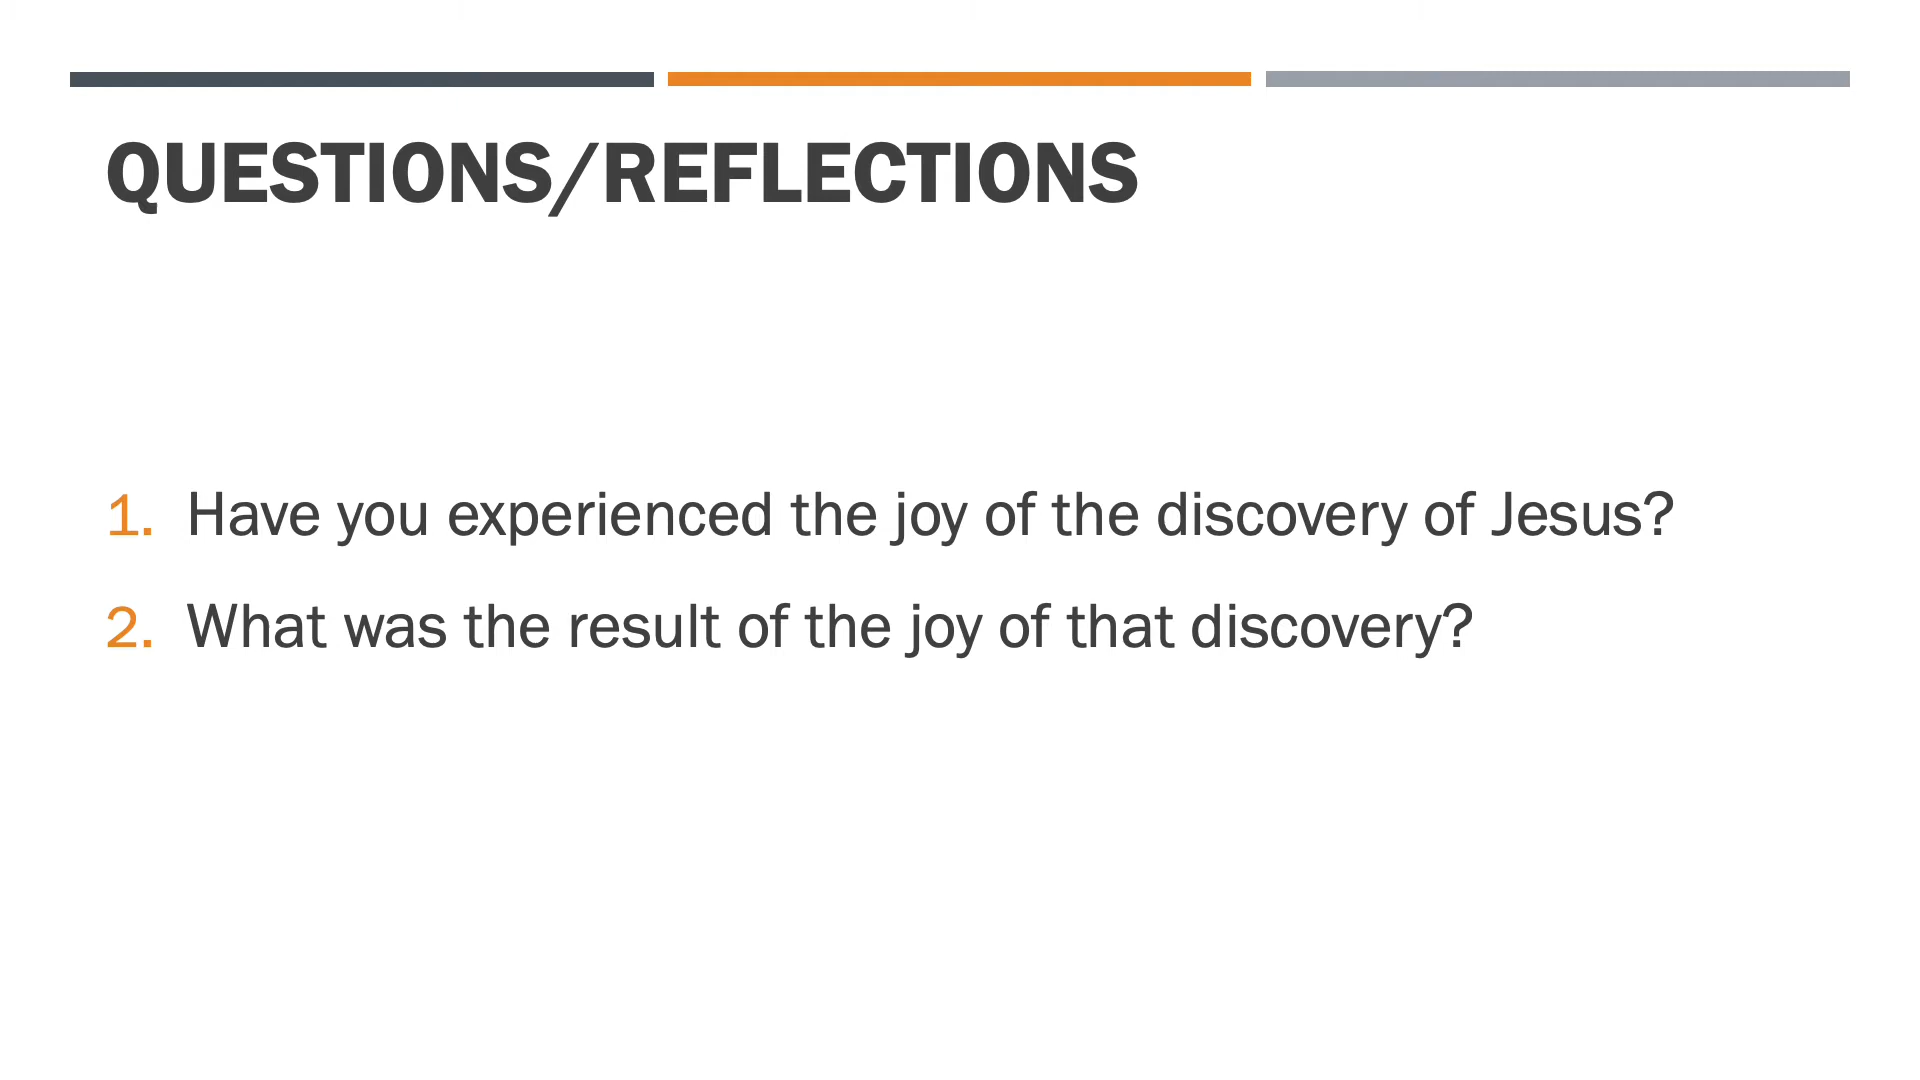 QUESTIONS/REFLECTIONS
1. Have you experienced the joy of the discovery of Jesus?
2. What was the result of the joy of that discovery?